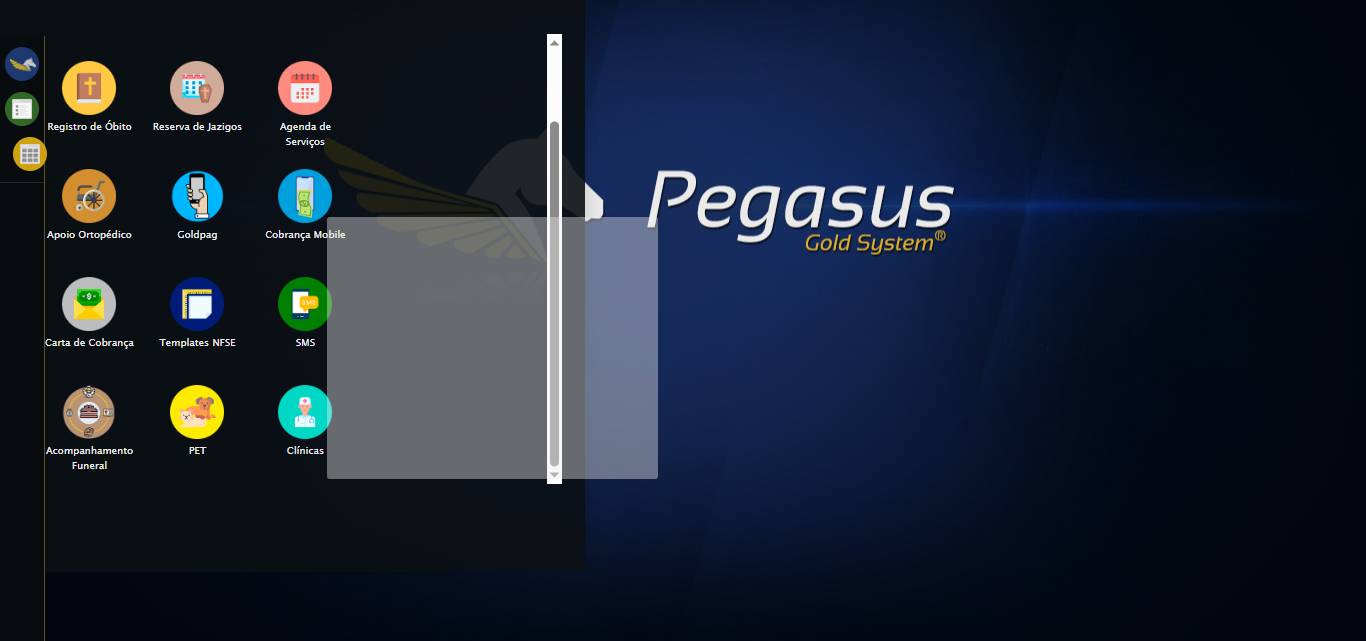 Registro de Óbito
Reserva de Jazigos
Agenda de
Serviços
Apoio Ortopédico
Goldpag
Cobrança Mobile
Carta de Cobrança
Templates NFSE
SMS
SMS
Acompanhamento
Funeral
PET
Clínicas
Pegasus
Gold System®